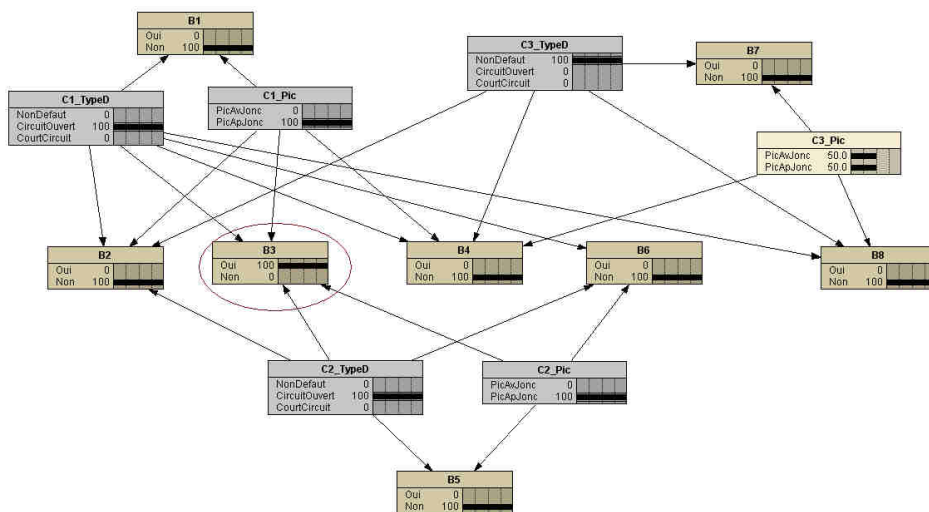 B1
Oui 0
Non 100
C3_TypeD
NonDefaut 100
CircuitOuvert 0
CourtCircuit 0
B7
Oui 0
Non 100
C1_TypeD
NonDefaut 0
CircuitOuvert 100
CourtCircuit 0
C1_Pic
PicAvJonc 0
PicApJonc 100
C3_Pic
PicAvJonc 50.0
PicApJonc 50.0
B2
Oui 0
Non 100
B3
Oui 100
Non 0
B4
Oui 0
Non 100
B6
Oui 0
Non 100
B8
Oui 0
Non 100
C2_TypeD
NonDefaut 0
CircuitOuvert 100
CourtCircuit 0
C2_Pic
PicAvJonc 0
PicApJonc 100
B5
Oui 0
Non 100